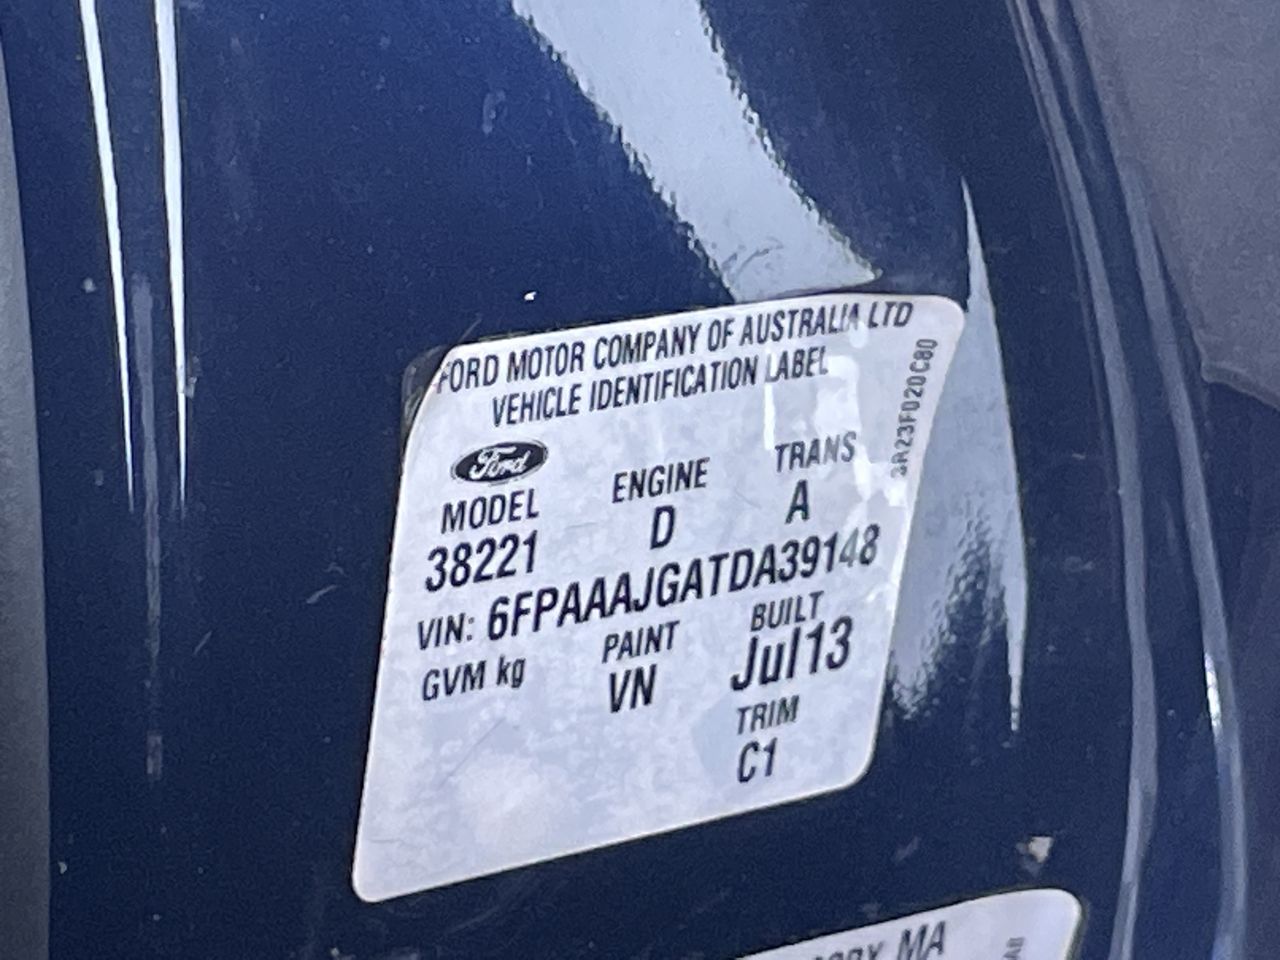 FORD MOTOR COMPANY OF AUSTRALIA LTD
VEHICLE IDENTIFICATION LABEL
Ford
MODEL ENGINE TRANS
38221 D A
VIN: 6FPAAAJGATDA39148
GVM kg PAINT BUILT
VN Jul13
TRIM
C1
MA